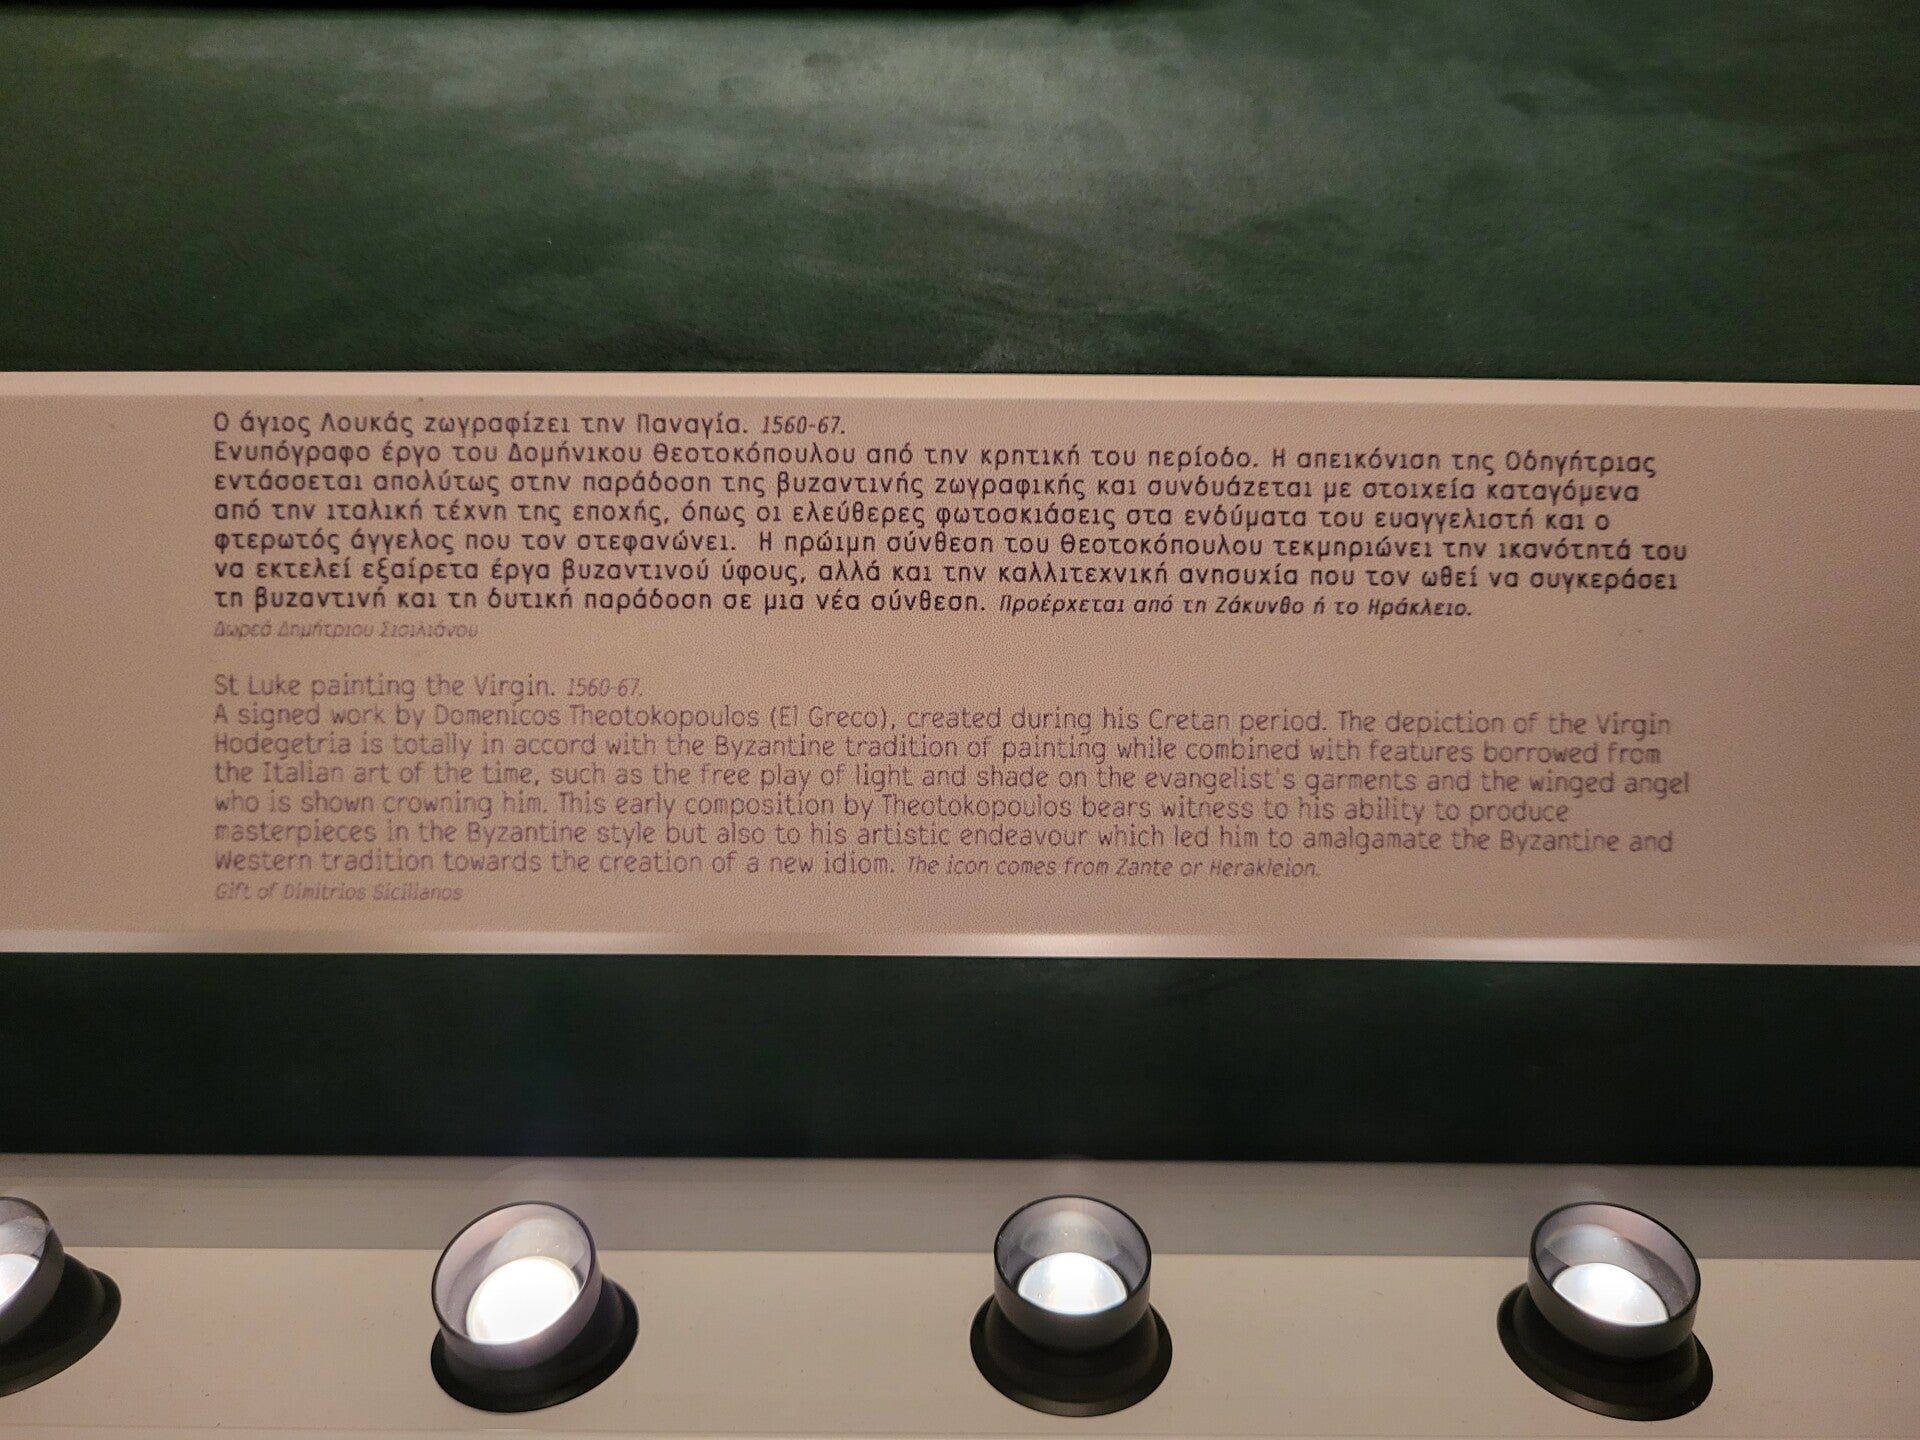 Ο άγιος Λουκάς ζωγραφίζει την Παναγία. 1560-67.
Ενυπόγραφο έργο του Δομήνικου Θεοτοκόπουλου από την κρητική του περίοδο. Η απεικόνιση της Οδηγήτριας
εντάσσεται απολύτως στην παράδοση της βυζαντινής ζωγραφικής και συνδυάζεται με στοιχεία καταγόμενα
από την ιταλική τέχνη της εποχής, όπως οι ελεύθερες φωτοσκιάσεις στα ενδύματα του ευαγγελιστή και ο
φτερωτός άγγελος που τον στεφανώνει. Η πρώιμη σύνθεση του Θεοτοκόπουλου τεκμηριώνει την ικανότητά του
να εκτελεί εξαίρετα έργα βυζαντινού ύφους, αλλά και την καλλιτεχνική ανησυχία που τον ωθεί να συγκεράσει
τη βυζαντινή και τη δυτική παράδοση σε μια νέα σύνθεση. Προέρχεται από τη Ζάκυνθο ή το Ηράκλειο.
Δωρεά Δημήτριου Σισιλιάνου
St Luke painting the Virgin. 1560-67.
A signed work by Domenicos Theotokopoulos (El Greco), created during his Cretan period. The depiction of the Virgin
Hodegetria is totally in accord with the Byzantine tradition of painting while combined with features borrowed from
the Italian art of the time, such as the free play of light and shade on the evangelist's garments and the winged angel
who is shown crowning him. This early composition by Theotokopoulos bears witness to his ability to produce
masterpieces in the Byzantine style but also to his artistic endeavour which led him to amalgamate the Byzantine and
Western tradition towards the creation of a new idiom. The icon comes from Zante or Herakleion.
Gift of Dimitrios Sicilianos